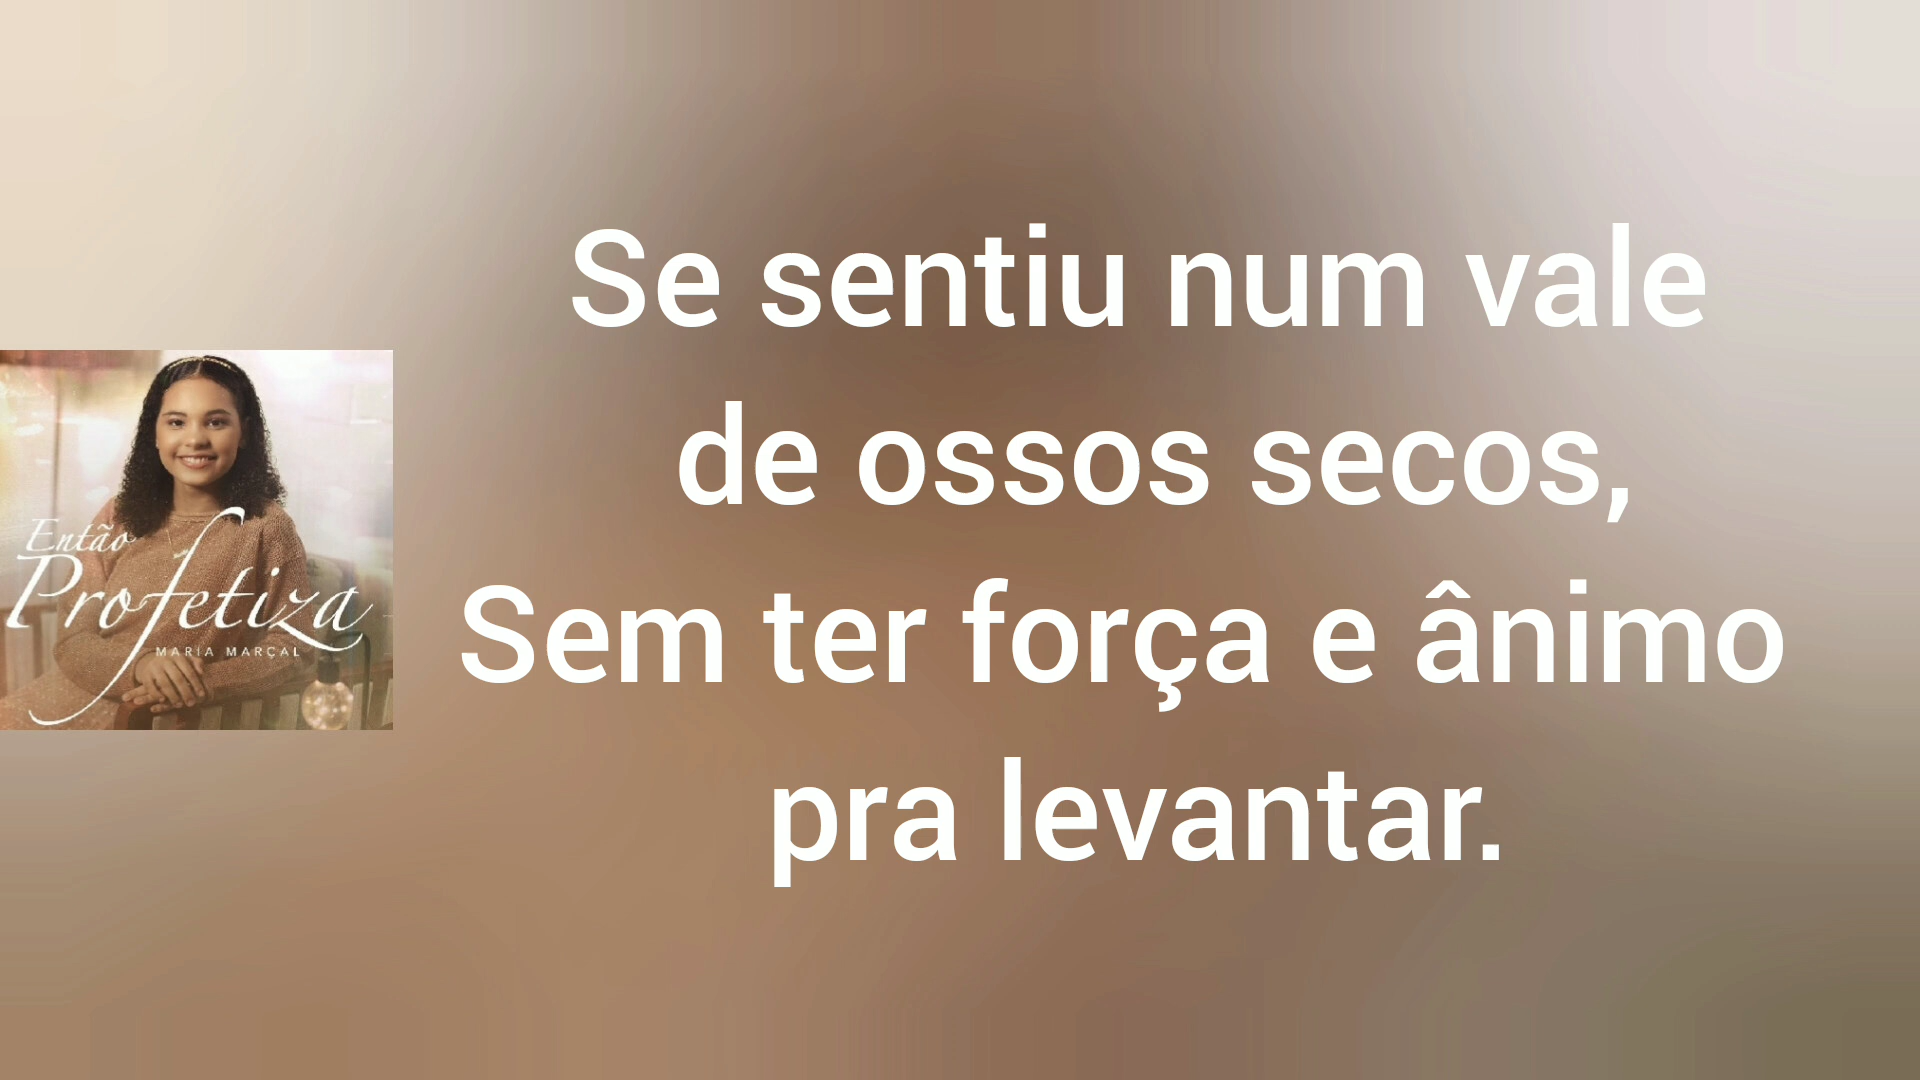 Se sentiu num vale
de ossos secos,
Sem ter força e ânimo
pra levantar.
Então
Profetiza
MARIA MARÇAL